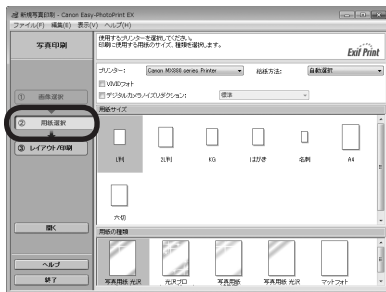 新規写真印刷 - Canon Easy-PhotoPrint EX
ファイル(F) 編集(E) 表示(V) ヘルプ(H)
写真印刷
使用するプリンターを選択してください。
印刷に使用する用紙のサイズ、種類を選択します。
Exif Print
プリンター: Canon MX888 series Printer 給紙方法: 自動選択
VIVIDフォト
デジタルカメラノイズリダクション: 標準
① 画像選択
② 用紙選択
③ レイアウト/印刷
用紙サイズ
L判 2L判 KG はがき 名刺 A4
六切
開く
用紙の種類
ヘルプ
終了
写真用紙 光沢 光沢プロ 写真用紙 写真用紙 光沢 マットフォト